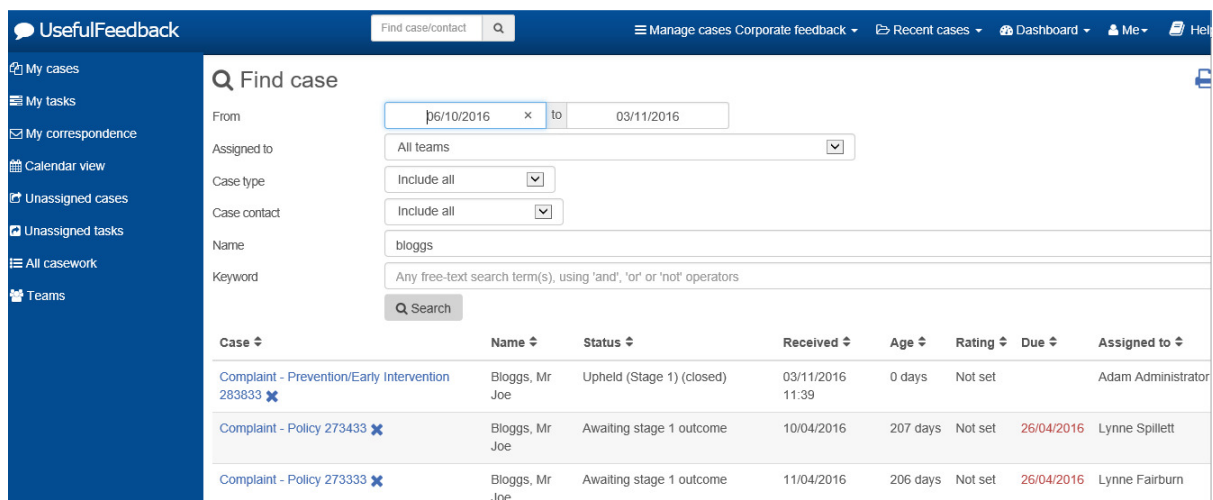 UsefulFeedback
Find case/contact
Manage cases Corporate feedback
Recent cases
Dashboard
Me
Hel
My cases
My tasks
My correspondence
Calendar view
Unassigned cases
Unassigned tasks
All casework
Teams
Find case
From 06/10/2016 × to 03/11/2016
Assigned to All teams
Case type Include all
Case contact Include all
Name bloggs
Keyword Any free-text search term(s), using 'and', 'or' or 'not' operators
Search
Case Name Status Received Age Rating Due Assigned to
Complaint - Prevention/Early Intervention Bloggs, Mr Upheld (Stage 1) (closed) 03/11/2016 0 days Not set Adam Administrator
283833 Joe 11:39
Complaint - Policy 273433 Bloggs, Mr Awaiting stage 1 outcome 10/04/2016 207 days Not set 26/04/2016 Lynne Spillett
Joe
Complaint - Policy 273333 Bloggs, Mr Awaiting stage 1 outcome 11/04/2016 206 days Not set 26/04/2016 Lynne Fairburn
Joe